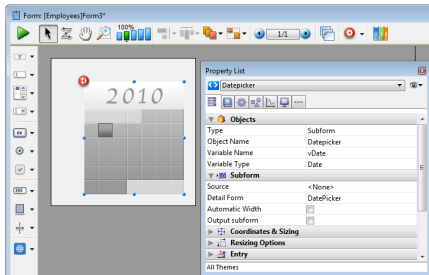 Form: [Employees]Form3*
100%
1/1
2010
Property List
Datepicker
Objects
Type Subform
Object Name Datepicker
Variable Name vDate
Variable Type Date
Subform
Source <None>
Detail Form DatePicker
Automatic Width
Output subform
Coordinates & Sizing
Resizing Options
Entry
All Themes